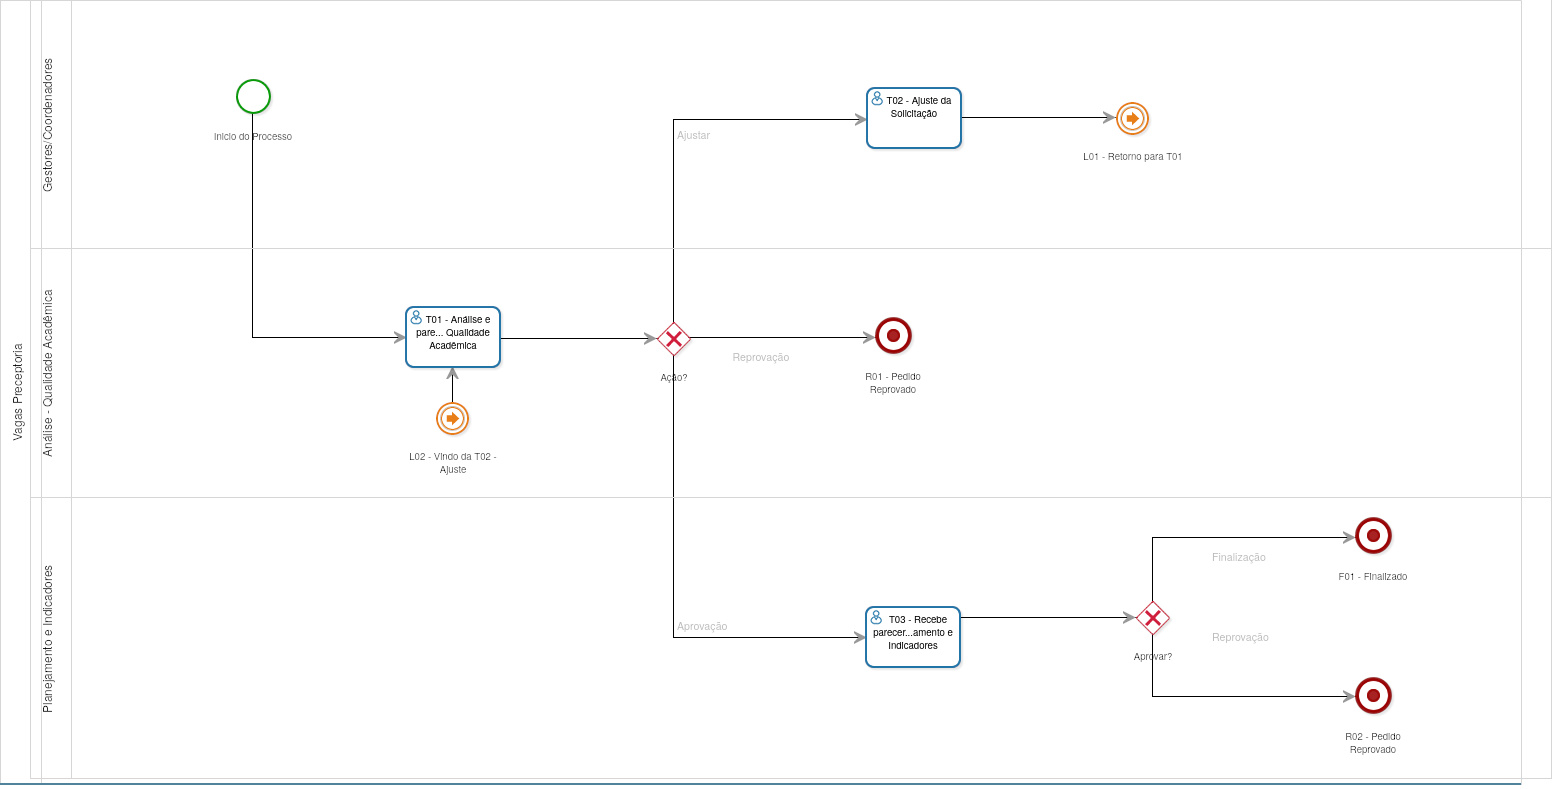 Vagas Preceptoria
Gestores/Coordenadores
Início do Processo
Ajustar
T02 - Ajuste da
Solicitação
L01 - Retorno para T01
Análise - Qualidade Acadêmica
T01 - Análise e
pare... Qualidade
Acadêmica
L02 - Vindo da T02 -
Ajuste
Ação?
Reprovação
R01 - Pedido
Reprovado
Planejamento e Indicadores
Aprovação
T03 - Recebe
parecer...amento e
Indicadores
Aprovar?
Finalização
F01 - Finalizado
Reprovação
R02 - Pedido
Reprovado